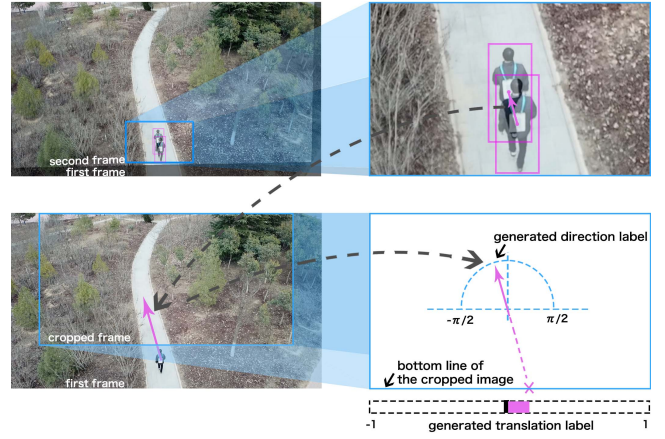 second frame
first frame
generated direction label
-π/2
π/2
cropped frame
first frame
bottom line of
the cropped image
-1
generated translation label
1